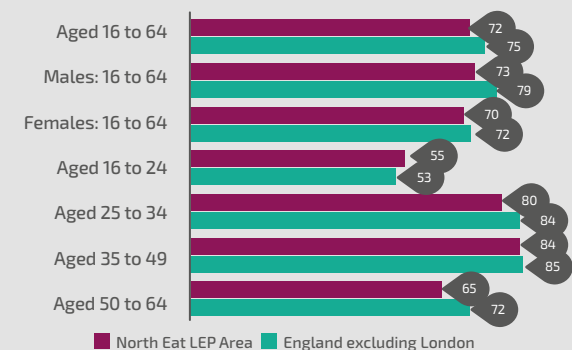 Aged 16 to 64
72
75
Males: 16 to 64
73
79
Females: 16 to 64
70
72
Aged 16 to 24
55
53
Aged 25 to 34
80
84
Aged 35 to 49
84
85
Aged 50 to 64
65
72
North Eat LEP Area England excluding London